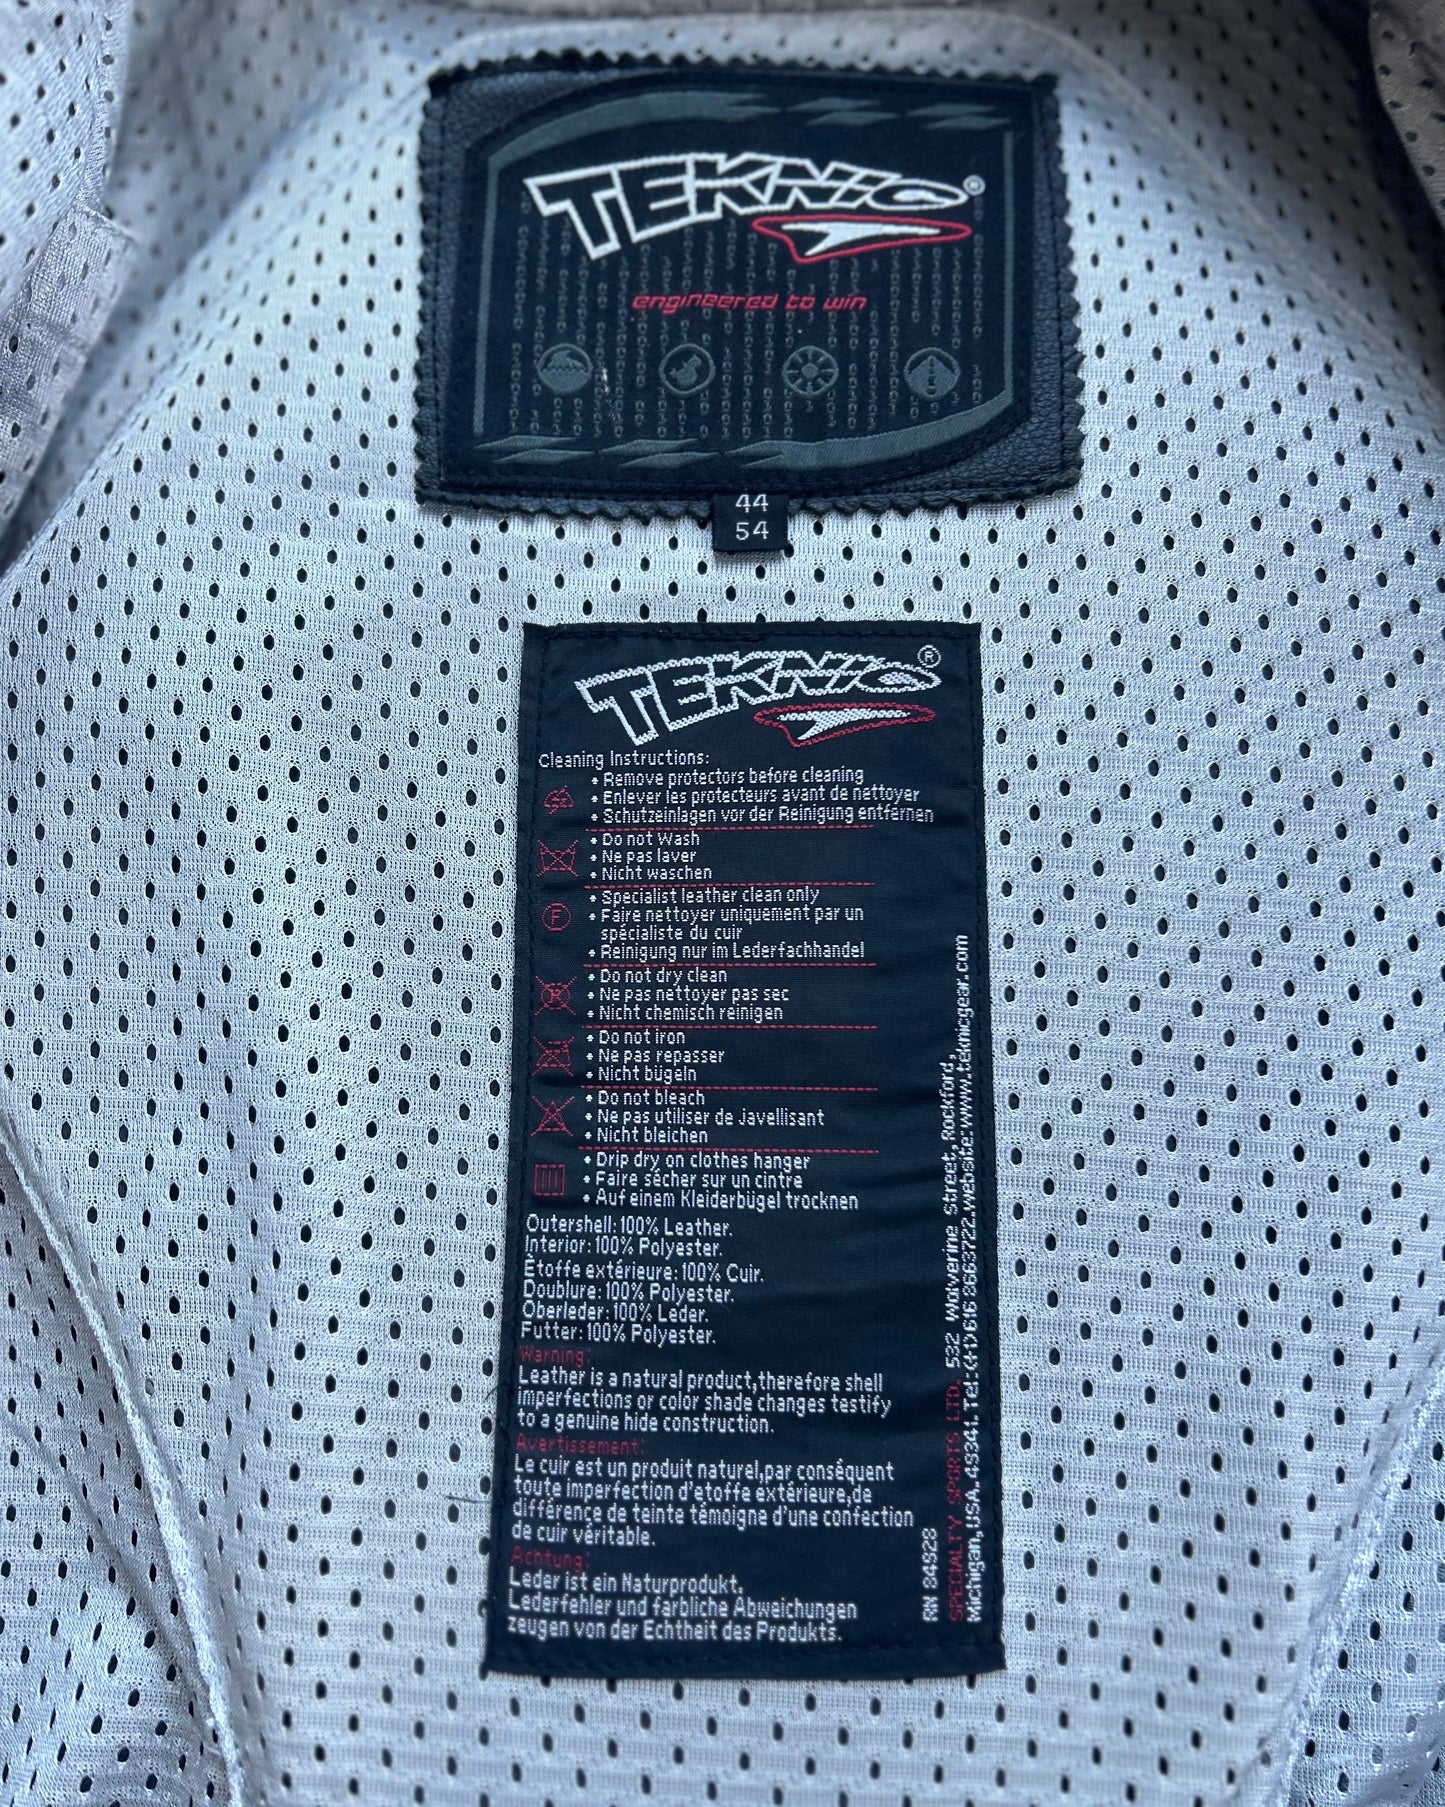 TEKNIC®
engineered to win
44
54
TEKNIC®
Cleaning Instructions:
• Remove protectors before cleaning
• Enlever les protecteurs avant de nettoyer
• Schutzeinlagen vor der Reinigung entfernen
• Do not Wash
• Ne pas laver
• Nicht waschen
F
• Specialist leather clean only
• Faire nettoyer uniquement par un
spécialiste du cuir
• Reinigung nur im Lederfachhandel
• Do not dry clean
• Ne pas nettoyer pas sec
• Nicht chemisch reinigen
• Do not iron
• Ne pas repasser
• Nicht bügeln
• Do not bleach
• Ne pas utiliser de Javellisant
• Nicht bleichen
• Drip dry on clothes hanger
• Faire sécher sur un cintre
• Auf einem Kleiderbügel trocknen
Outershell:100% Leather.
Interior:100% Polyester.
Ètoffe extérieure:100% Cuir.
Doublure:100% Polyester.
Oberleder:100% Leder.
Futter:100% Polyester.
Warning:
Leather is a natural product,therefore shell
imperfections or color shade changes testify
to a genuine hide construction.
Avertissement:
Le cuir est un produit naturel,par conséquent
toute imperfection d'etoffe extérieure,de
différence de teinte témoigne d'une confection
de cuir véritable.
Achtung:
Leder ist ein Naturprodukt.
Lederfehler und farbliche Abweichungen
zeugen von der Echtheit des Produkts.
RN 84928
SPECIALTY SPORTS LTD. 532 Wolverine Street,Rockford,
Michigan,USA.49341.Tel:(+1)616.8663722.website:www.teknicgear.com